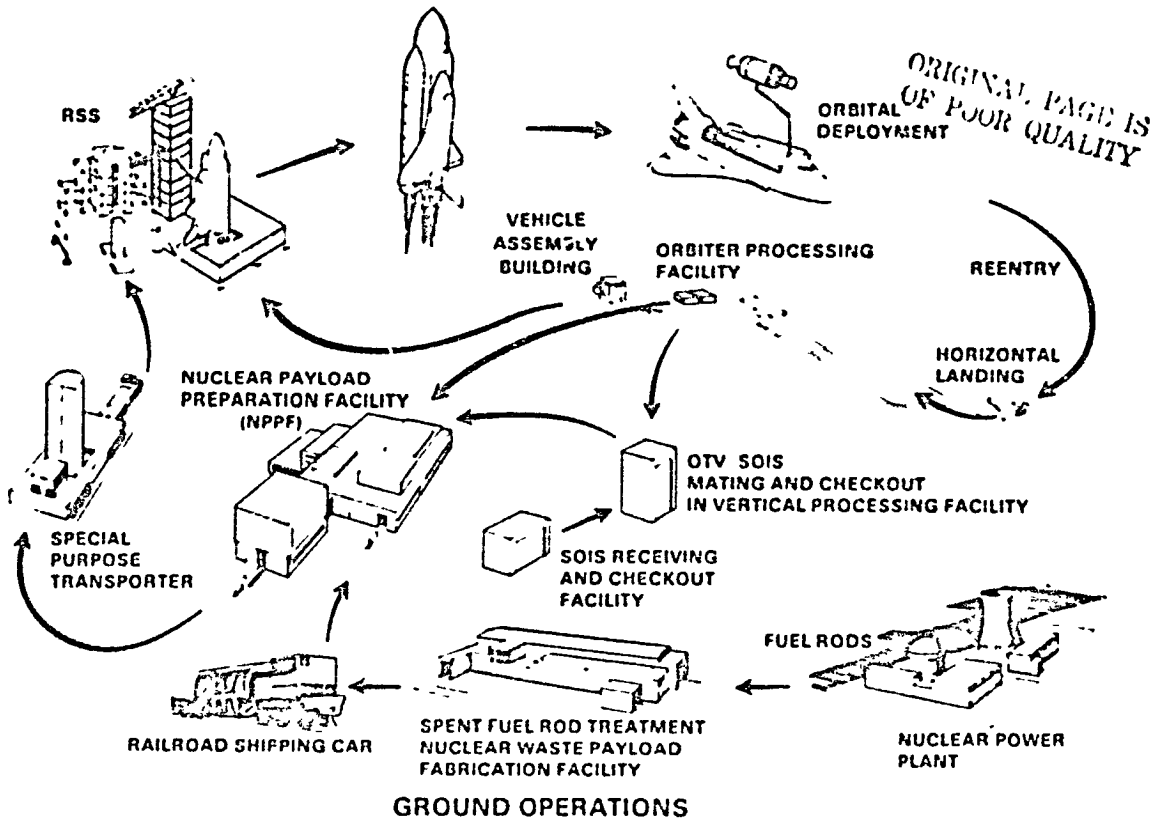 ORIGINAL PAGE IS
OF POOR QUALITY
RSS
ORBITAL
DEPLOYMENT
VEHICLE
ASSEMBLY
BUILDING
ORBITER PROCESSING
FACILITY
REENTRY
HORIZONTAL
LANDING
NUCLEAR PAYLOAD
PREPARATION FACILITY
(NPPF)
OTV SOIS
MATING AND CHECKOUT
IN VERTICAL PROCESSING FACILITY
SPECIAL
PURPOSE
TRANSPORTER
SOIS RECEIVING
AND CHECKOUT
FACILITY
FUEL RODS
RAILROAD SHIPPING CAR
SPENT FUEL ROD TREATMENT
NUCLEAR WASTE PAYLOAD
FABRICATION FACILITY
NUCLEAR POWER
PLANT
GROUND OPERATIONS